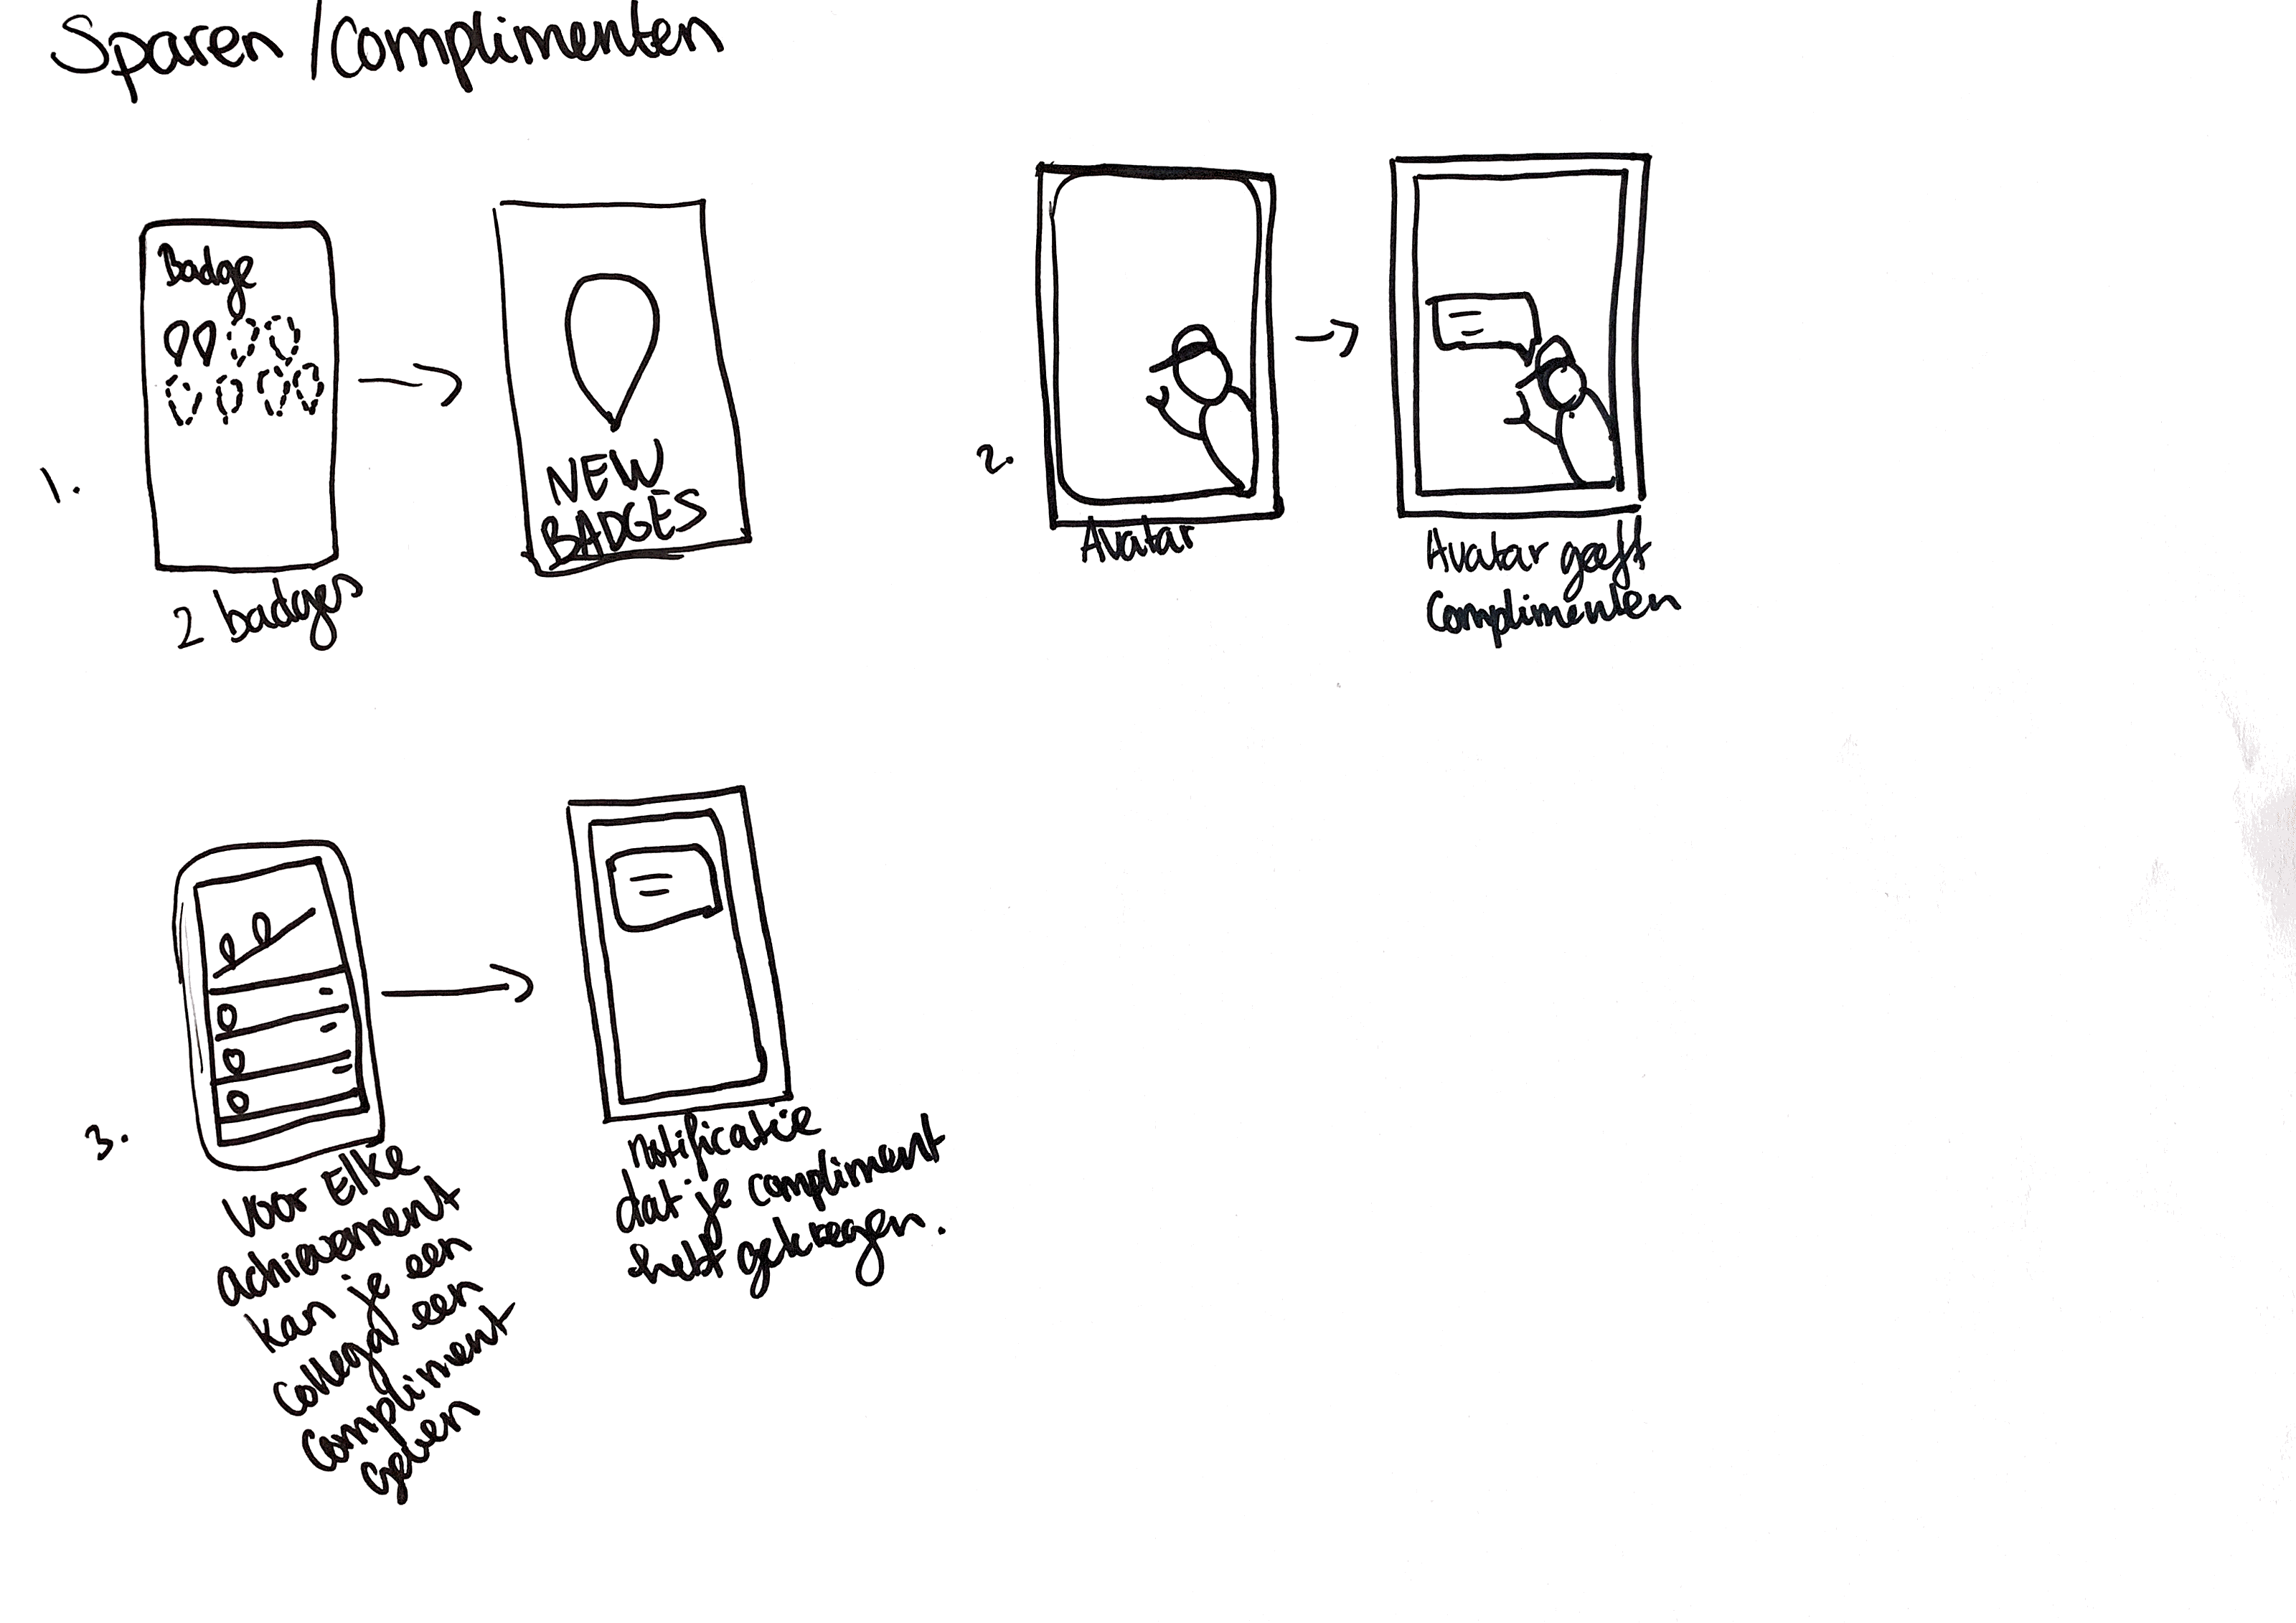 Sparen / Complimenten
1.
Badge
2 badges
NEW
BADGES
2.
Avatar
Avatar geeft
Complimenten
3.
Voor Elke
achievement
kan je een
collega een
compliment
geven
notificatie
dat je compliment
hebt gekregen.